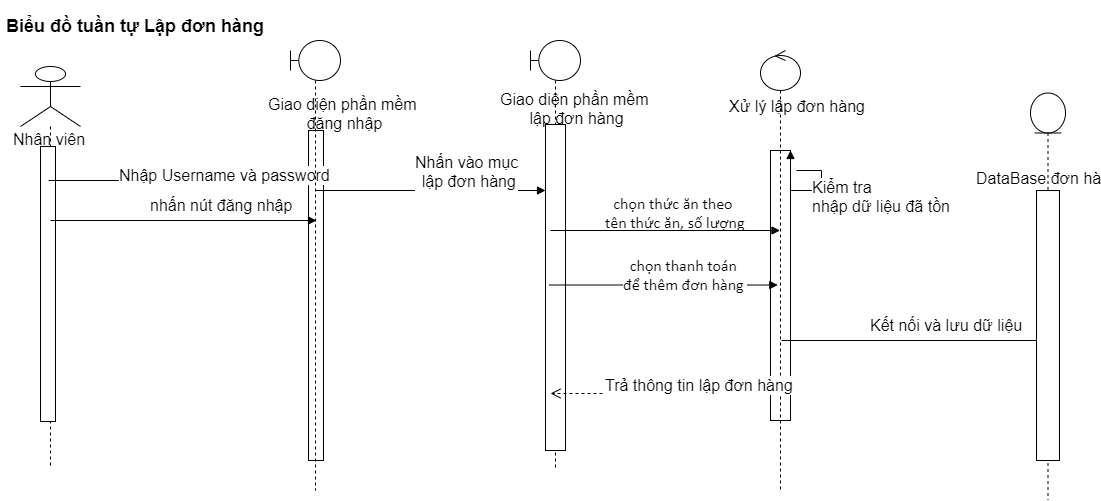 Biểu đồ tuần tự Lập đơn hàng
Nhân viên
Giao diện phần mềm
đăng nhập
Giao diện phần mềm
lập đơn hàng
Xử lý lập đơn hàng
DataBase đơn hà
Nhập Username và password
nhấn nút đăng nhập
Nhấn vào mục
lập đơn hàng
Kiểm tra
nhập dữ liệu đã tồn
chọn thức ăn theo
tên thức ăn, số lượng
chọn thanh toán
để thêm đơn hàng
Kết nối và lưu dữ liệu
Trả thông tin lập đơn hàng